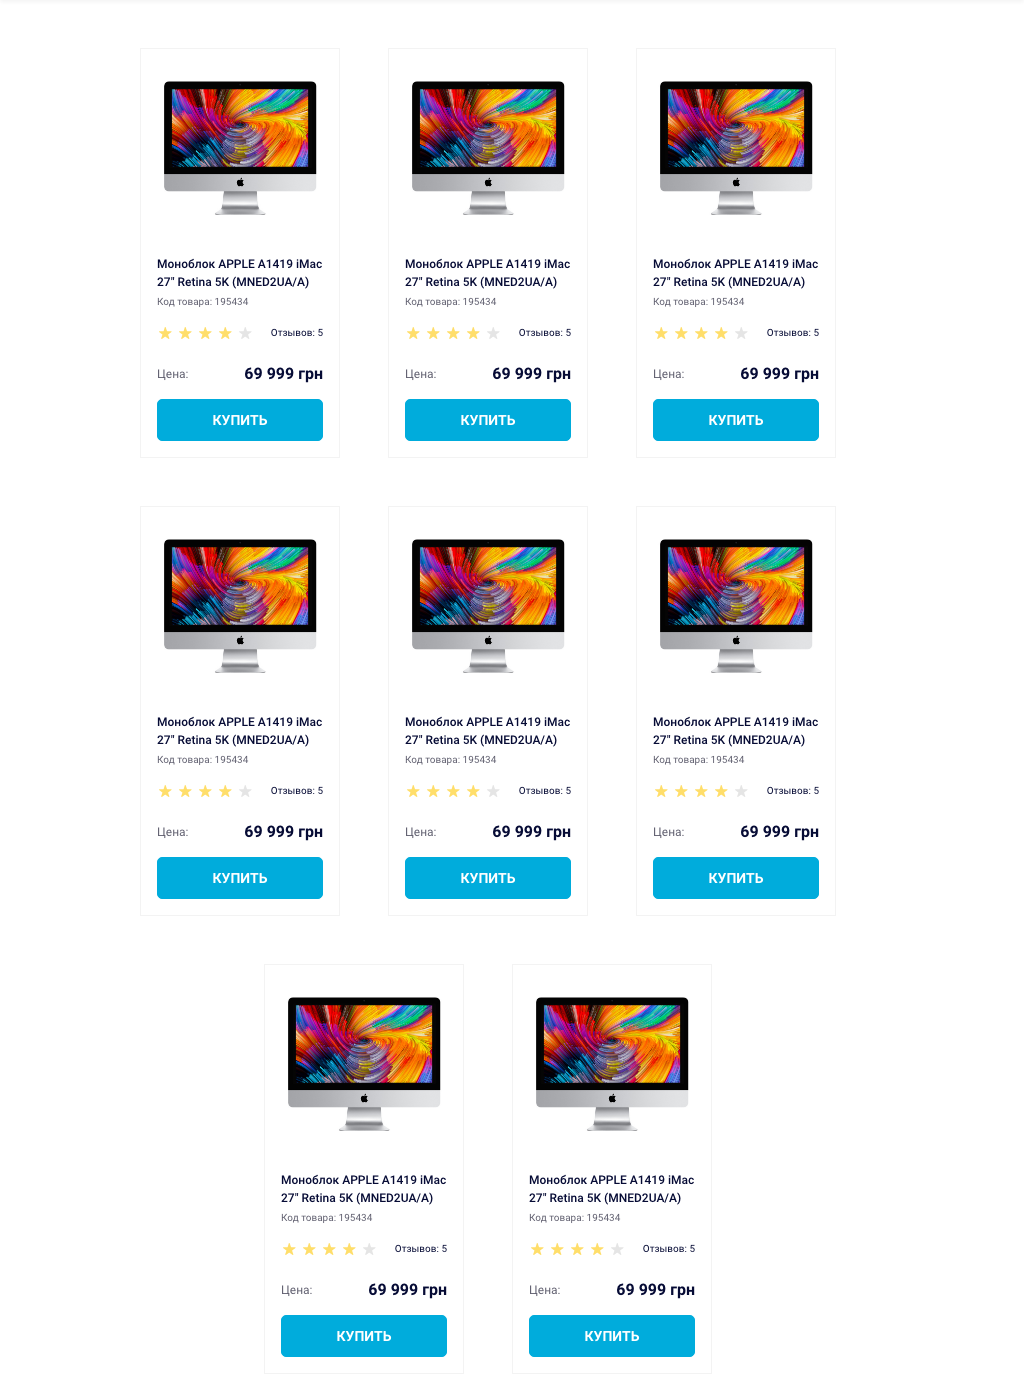 Моноблок APPLE A1419 iMac
27" Retina 5K (MNED2UA/A)
Код товара: 195434
Отзывов: 5
Цена: 69 999 грн
КУПИТЬ
Моноблок APPLE A1419 iMac
27" Retina 5K (MNED2UA/A)
Код товара: 195434
Отзывов: 5
Цена: 69 999 грн
КУПИТЬ
Моноблок APPLE A1419 iMac
27" Retina 5K (MNED2UA/A)
Код товара: 195434
Отзывов: 5
Цена: 69 999 грн
КУПИТЬ
Моноблок APPLE A1419 iMac
27" Retina 5K (MNED2UA/A)
Код товара: 195434
Отзывов: 5
Цена: 69 999 грн
КУПИТЬ
Моноблок APPLE A1419 iMac
27" Retina 5K (MNED2UA/A)
Код товара: 195434
Отзывов: 5
Цена: 69 999 грн
КУПИТЬ
Моноблок APPLE A1419 iMac
27" Retina 5K (MNED2UA/A)
Код товара: 195434
Отзывов: 5
Цена: 69 999 грн
КУПИТЬ
Моноблок APPLE A1419 iMac
27" Retina 5K (MNED2UA/A)
Код товара: 195434
Отзывов: 5
Цена: 69 999 грн
КУПИТЬ
Моноблок APPLE A1419 iMac
27" Retina 5K (MNED2UA/A)
Код товара: 195434
Отзывов: 5
Цена: 69 999 грн
КУПИТЬ